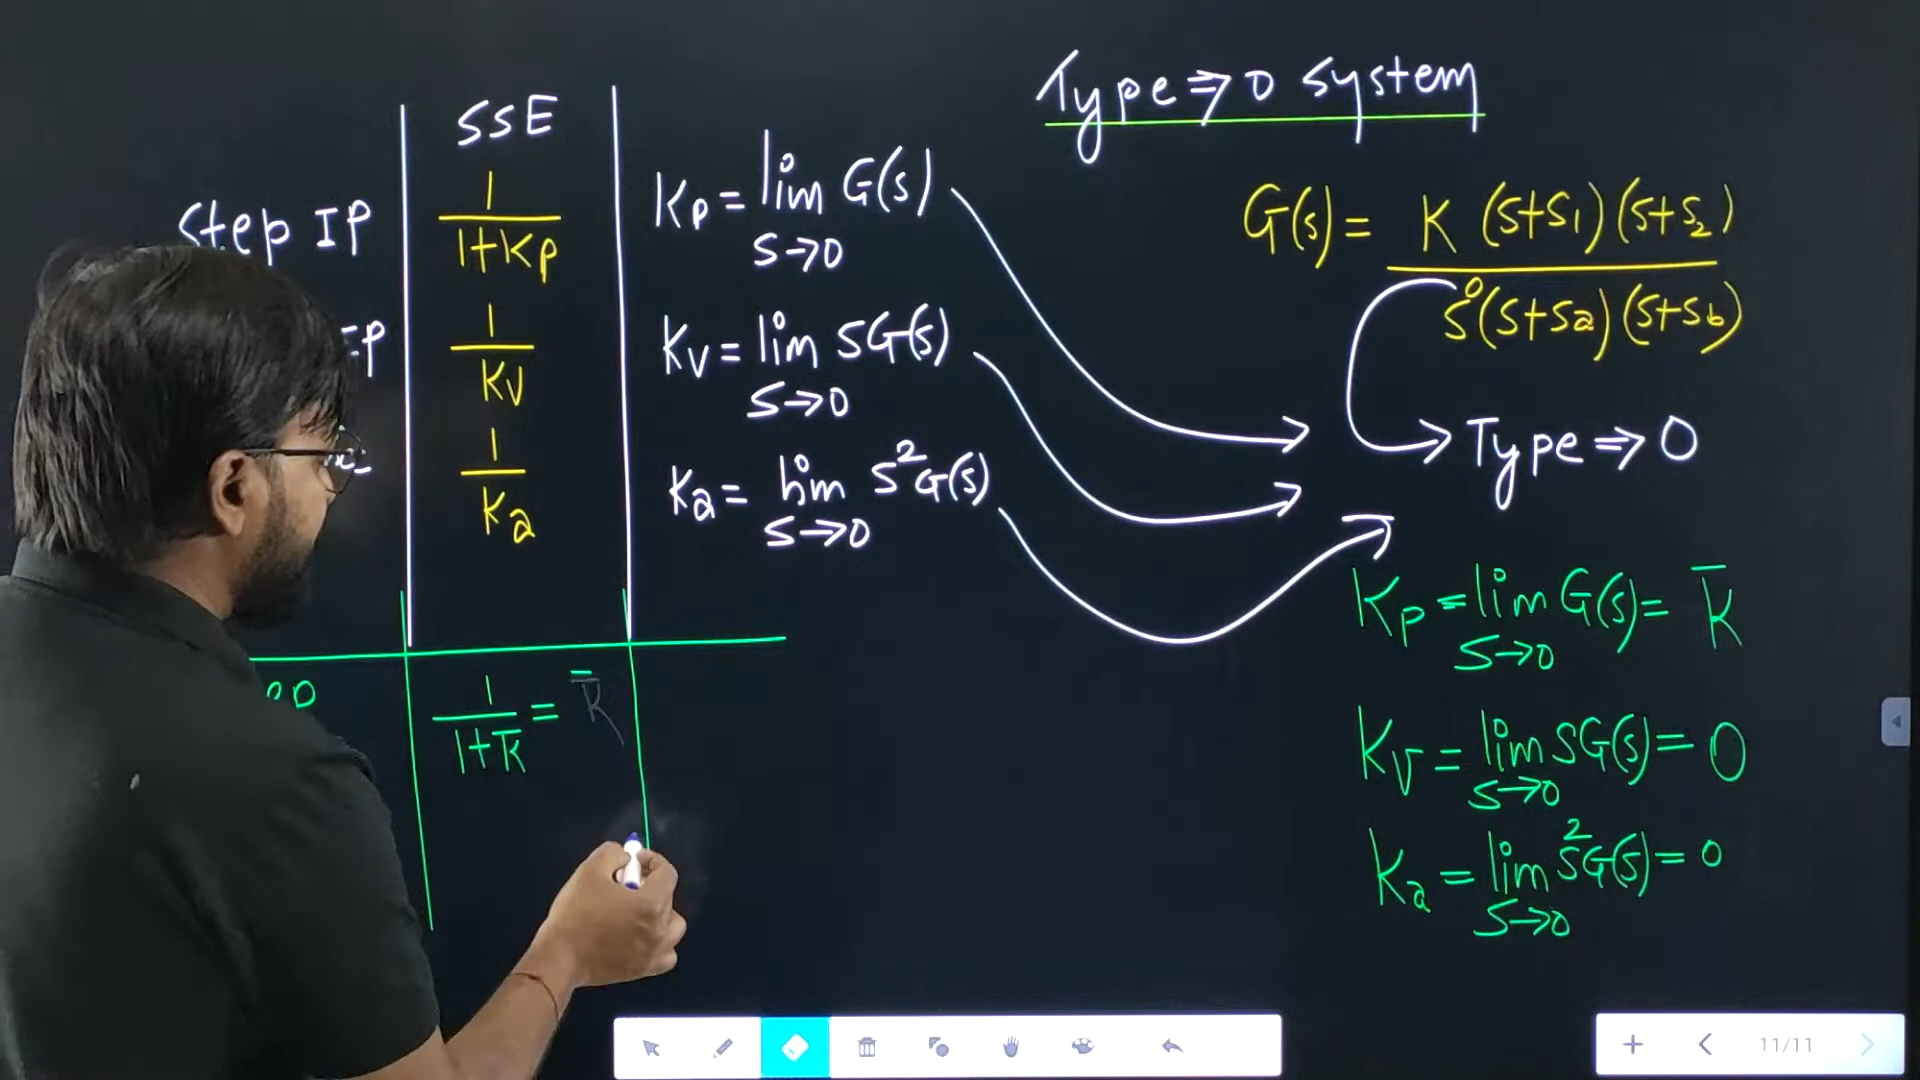 Type ⇒ 0 system
SSE
Step IP
1/(1+Kp)
Kp = lim G(s)
S→0
G(s) = K (S+S1)(S+S2) / S^0 (S+Sa)(S+Sb)
1/Kv
Kv = lim SG(s)
S→0
Type ⇒ 0
1/Ka
Ka = lim S^2 G(s)
S→0
Kp = lim G(s) = K̅
S→0
1/(1+K̅) = K̅
Kv = lim SG(s) = 0
S→0
Ka = lim S^2 G(s) = 0
S→0
11/11